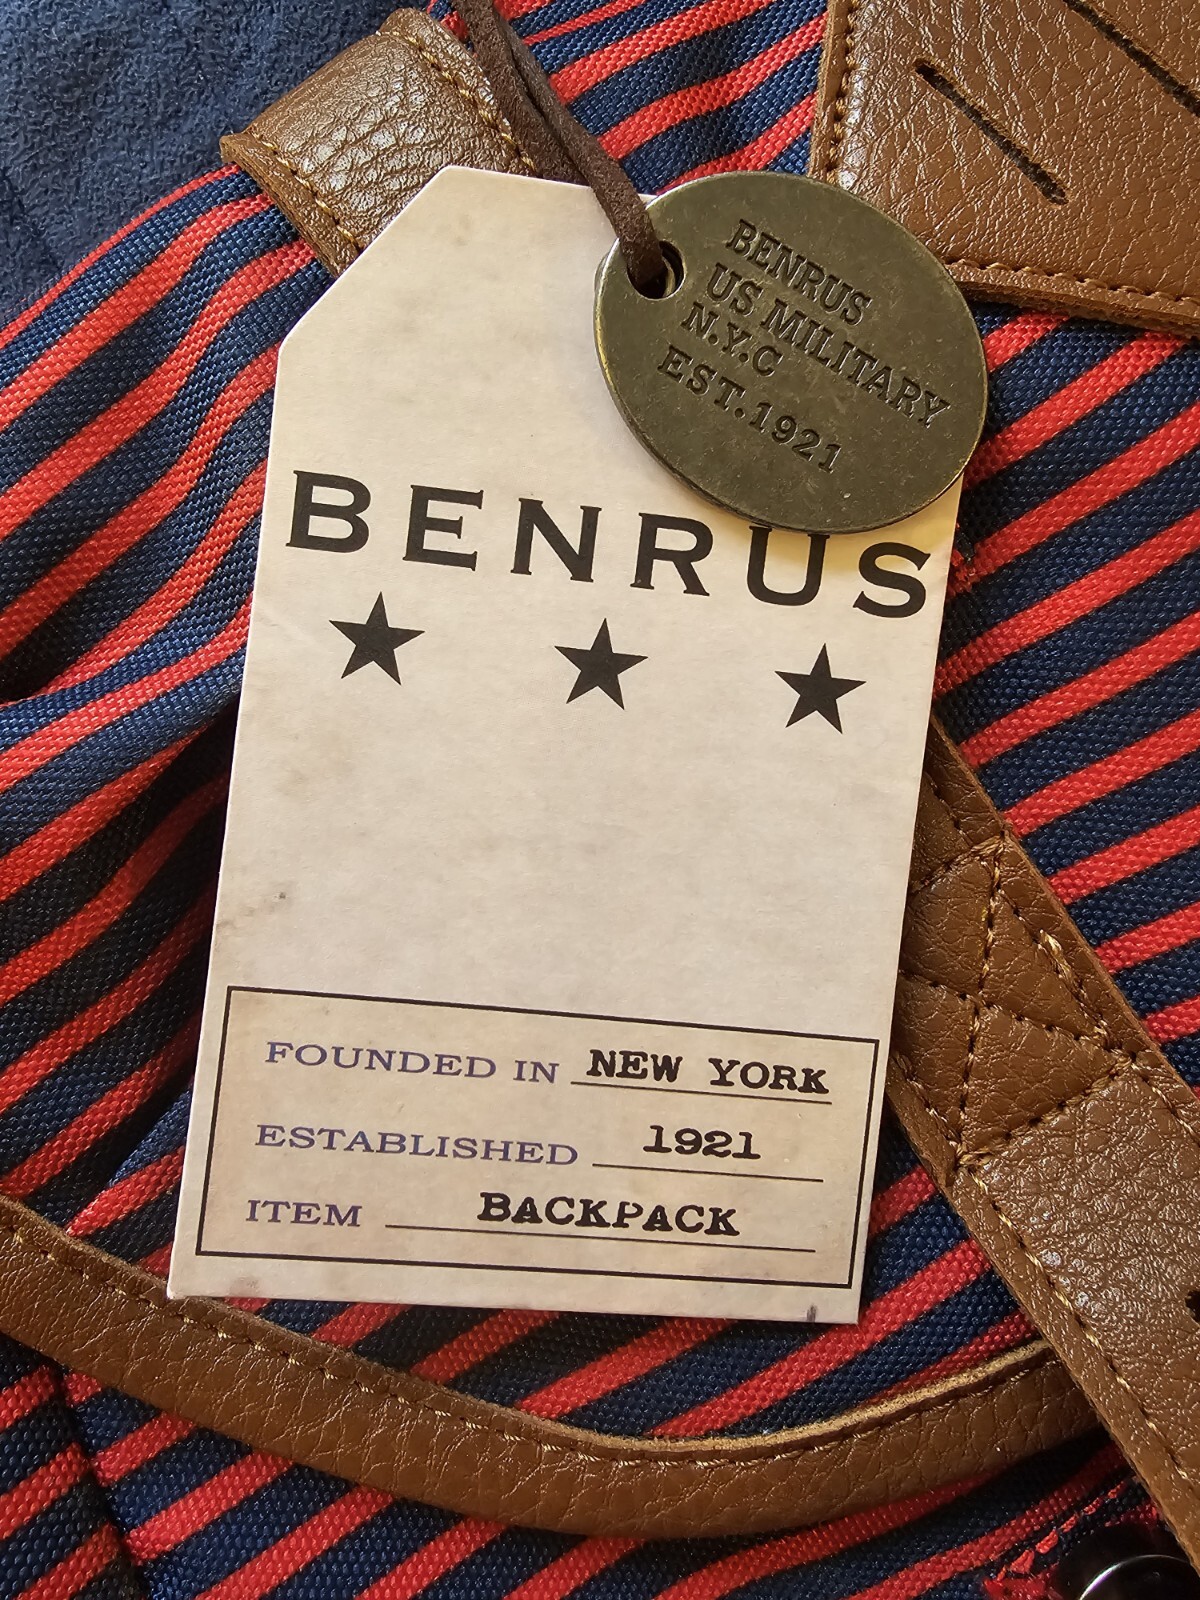 BENRUS
US MILITARY
N.Y.C
EST.1921
BENRUS
FOUNDED IN NEW YORK
ESTABLISHED 1921
ITEM BACKPACK